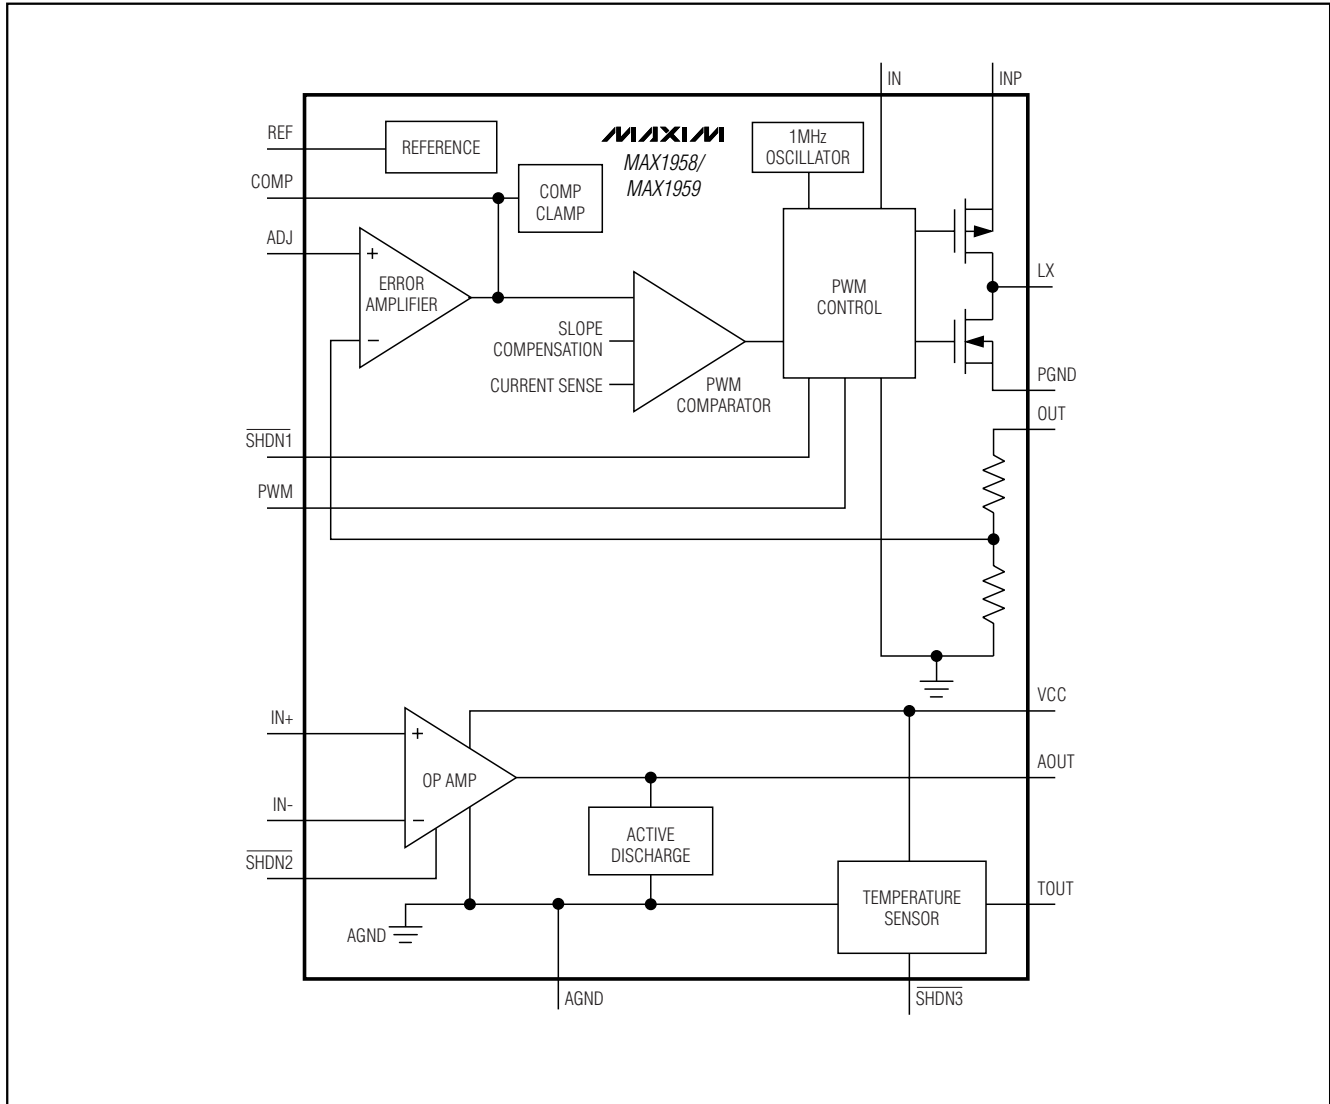 IN
INP
REF
REFERENCE
MAXIM
MAX1958/
MAX1959
1MHz
OSCILLATOR
COMP
COMP
CLAMP
ADJ
+
ERROR
AMPLIFIER
−
SLOPE
COMPENSATION
CURRENT SENSE
PWM
COMPARATOR
PWM
CONTROL
LX
PGND
OUT
SHDN1
PWM
VCC
IN+
+
OP AMP
−
AOUT
IN-
SHDN2
ACTIVE
DISCHARGE
TEMPERATURE
SENSOR
TOUT
AGND
AGND
SHDN3